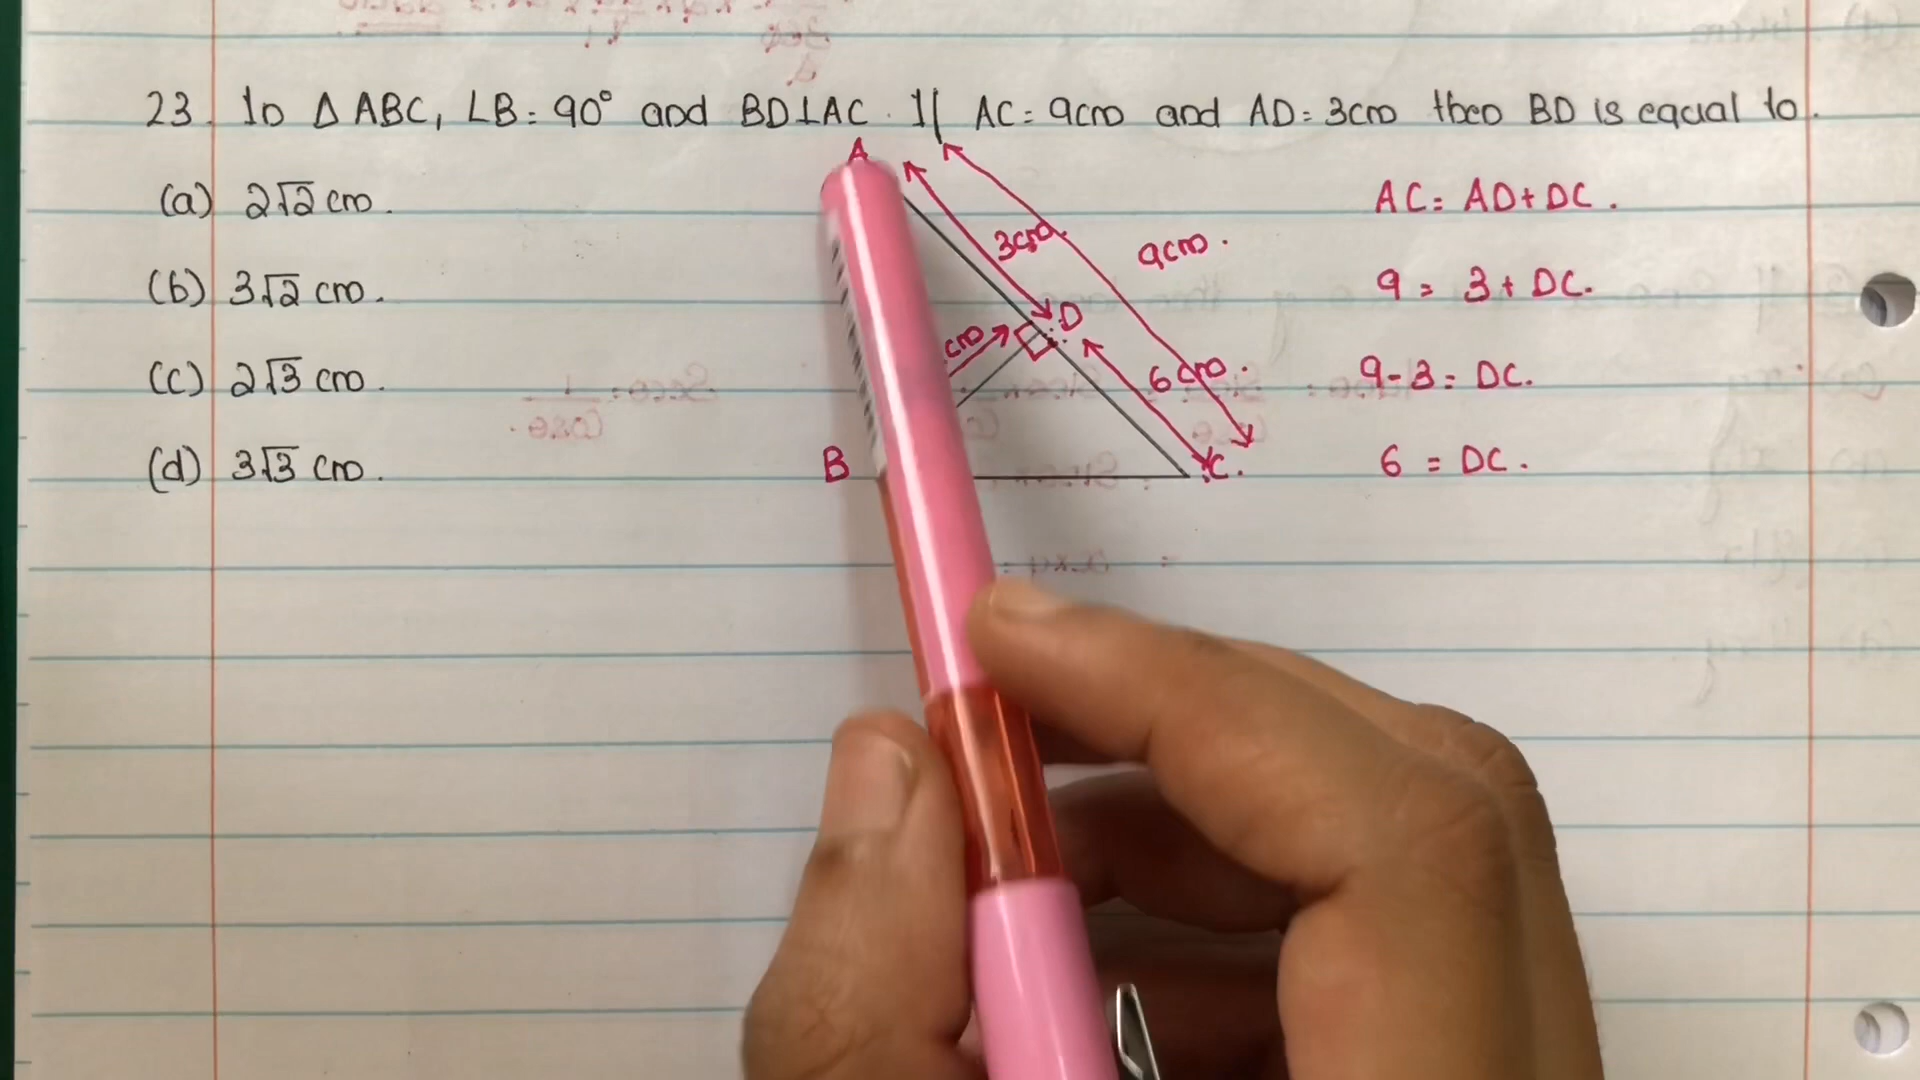 23. In Δ ABC, ∠B = 90° and BD⊥AC. If AC = 9cm and AD = 3cm then BD is equal to.
(a) 2√2 cm.
(b) 3√2 cm.
(c) 2√3 cm.
(d) 3√3 cm.
A
3cm
9cm.
D
cm
6cm.
B
C.
AC = AD + DC.
9 = 3 + DC.
9 - 3 = DC.
6 = DC.